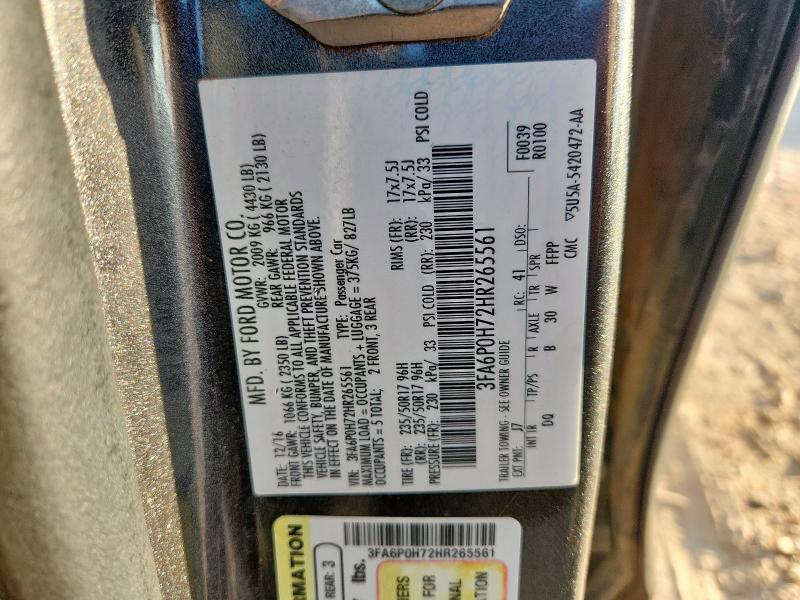 MFD. BY FORD MOTOR CO.
DATE: 12/16 GVWR: 2009 KG ( 4430 LB)
FRONT GAWR: 1066 KG ( 2350 LB) REAR GAWR: 966 KG ( 2130 LB)
THIS VEHICLE CONFORMS TO ALL APPLICABLE FEDERAL MOTOR
VEHICLE SAFETY, BUMPER, AND THEFT PREVENTION STANDARDS
IN EFFECT ON THE DATE OF MANUFACTURE SHOWN ABOVE.
VIN: 3FA6P0H72HR265561 TYPE: Passenger Car
MAXIMUM LOAD = OCCUPANTS + LUGGAGE = 375KG/ 827LB
OCCUPANTS = 5 TOTAL: 2 FRONT, 3 REAR
TIRE (FR): 235/50R17 96H RIMS (FR): 17x7.5J
(RR): 235/50R17 96H (RR): 17x7.5J
PRESSURE (FR): 230 kPa/ 33 PSI COLD (RR): 230 kPa/ 33 PSI COLD
3FA6P0H72HR265561
TRAILER TOWING - SEE OWNER GUIDE F0039
EXT PNT: J7 RC: 41 DSO: R0100
INT TR TP/PS R AXLE TR SPR
DQ B 30 W FFPP
CMC ▽5U5A-5420472-AA
3FA6P0H72HR265561
REAR: 3
lbs.
FOR